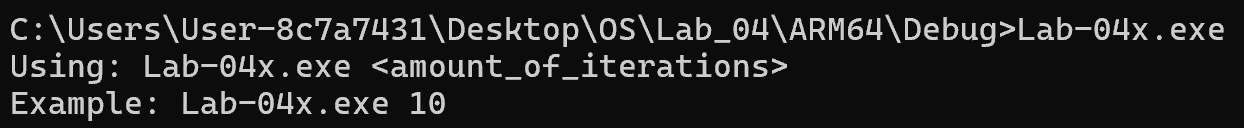 C:\Users\User-8c7a7431\Desktop\OS\Lab_04\ARM64\Debug>Lab-04x.exe
Using: Lab-04x.exe <amount_of_iterations>
Example: Lab-04x.exe 10